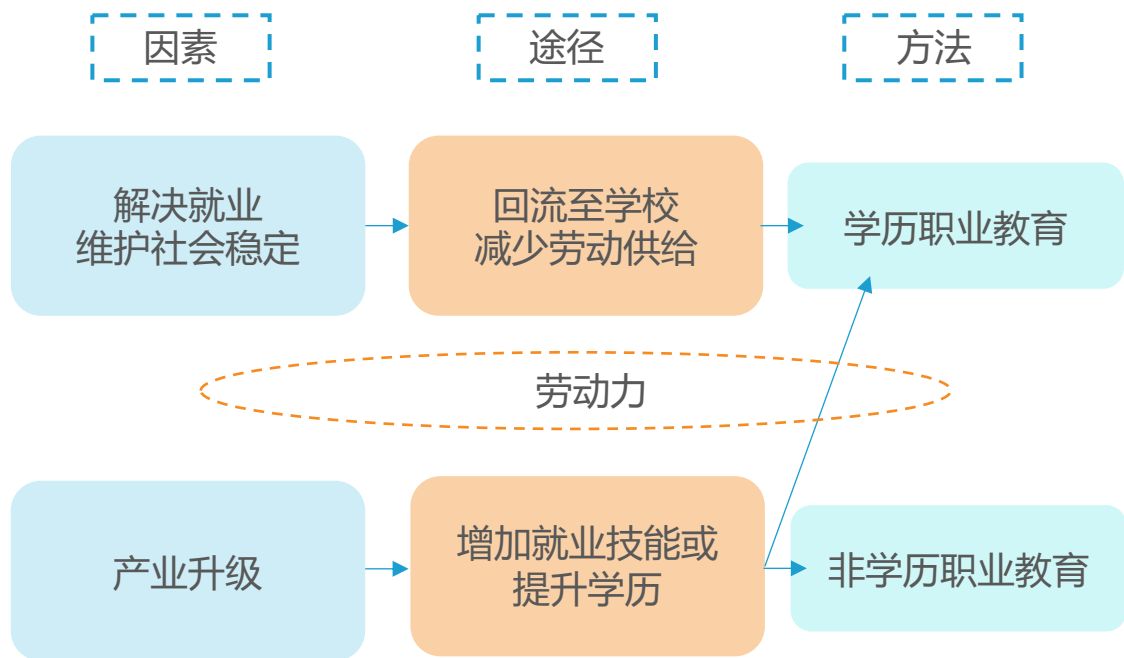 因素
途径
方法
解决就业
维护社会稳定
回流至学校
减少劳动供给
学历职业教育
劳动力
产业升级
增加就业技能或
提升学历
非学历职业教育